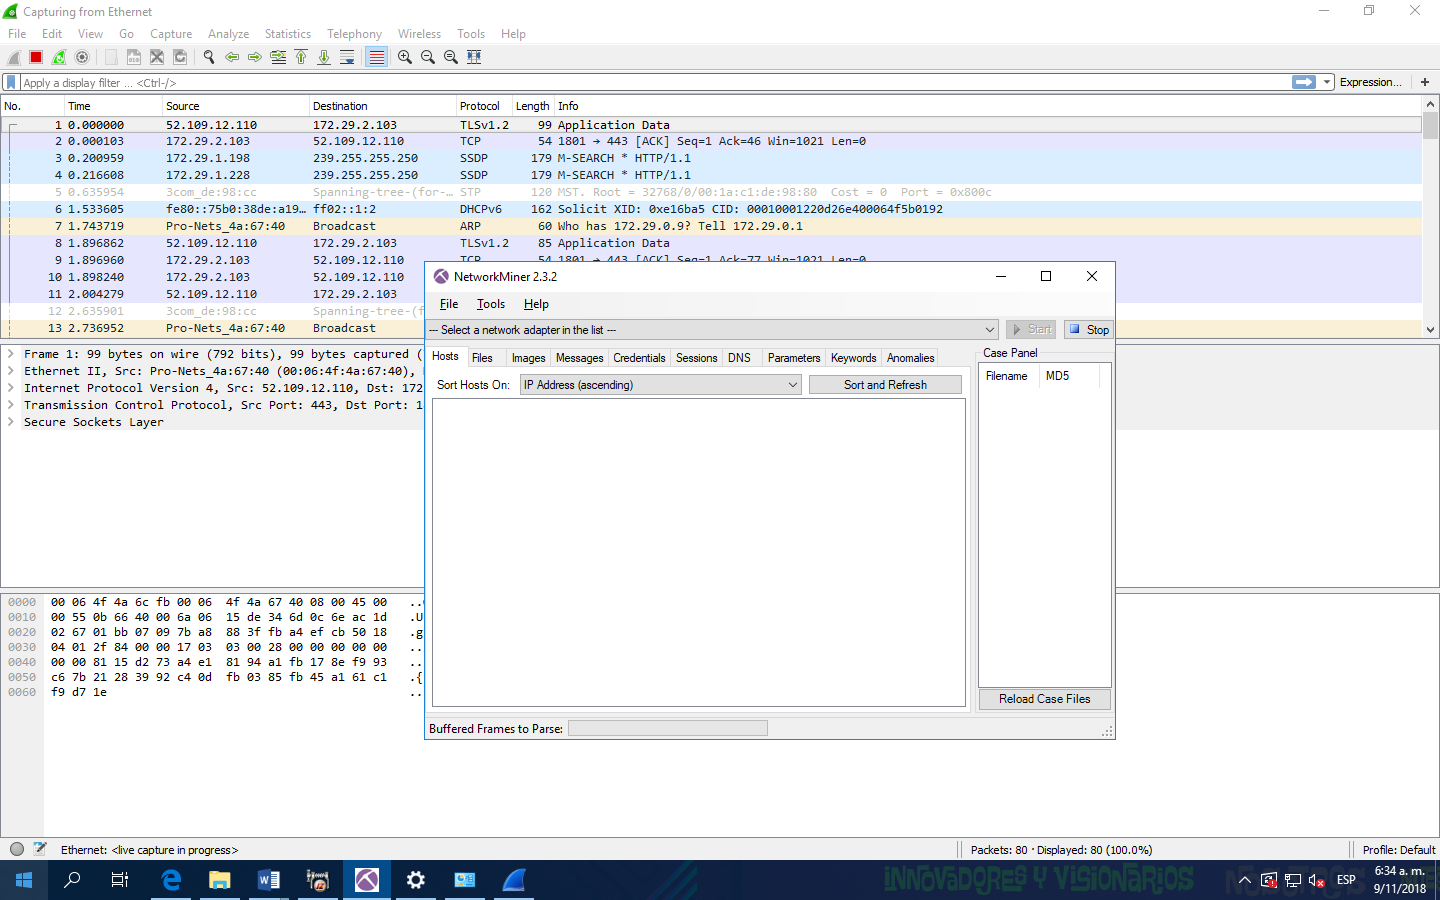 Capturing from Ethernet
File Edit View Go Capture Analyze Statistics Telephony Wireless Tools Help
Apply a display filter ... <Ctrl-/> Expression... +
No. Time Source Destination Protocol Length Info
1 0.000000 52.109.12.110 172.29.2.103 TLSv1.2 99 Application Data
2 0.000103 172.29.2.103 52.109.12.110 TCP 54 1801 → 443 [ACK] Seq=1 Ack=46 Win=1021 Len=0
3 0.200959 172.29.1.198 239.255.255.250 SSDP 179 M-SEARCH * HTTP/1.1
4 0.216608 172.29.1.228 239.255.255.250 SSDP 179 M-SEARCH * HTTP/1.1
5 0.635954 3com_de:98:cc Spanning-tree-(for-... STP 120 MST. Root = 32768/0/00:1a:c1:de:98:80 Cost = 0 Port = 0x800c
6 1.533605 fe80::75b0:38de:a19... ff02::1:2 DHCPv6 162 Solicit XID: 0xe16ba5 CID: 00010001220d26e400064f5b0192
7 1.743719 Pro-Nets_4a:67:40 Broadcast ARP 60 Who has 172.29.0.9? Tell 172.29.0.1
8 1.896862 52.109.12.110 172.29.2.103 TLSv1.2 85 Application Data
9 1.896960 172.29.2.103 52.109.12.110 TCP 54 1801 → 443 [ACK] Seq=1 Ack=77 Win=1021 Len=0
10 1.898240 172.29.2.103 52.109.12.110
11 2.004279 52.109.12.110 172.29.2.103
12 2.635901 3com_de:98:cc Spanning-tree-(f
13 2.736952 Pro-Nets_4a:67:40 Broadcast
Frame 1: 99 bytes on wire (792 bits), 99 bytes captured (
Ethernet II, Src: Pro-Nets_4a:67:40 (00:06:4f:4a:67:40),
Internet Protocol Version 4, Src: 52.109.12.110, Dst: 172
Transmission Control Protocol, Src Port: 443, Dst Port: 1
Secure Sockets Layer
0000 00 06 4f 4a 6c fb 00 06 4f 4a 67 40 08 00 45 00 ..
0010 00 55 0b 66 40 00 6a 06 15 de 34 6d 0c 6e ac 1d .U
0020 02 67 01 bb 07 09 7b a8 88 3f fb a4 ef cb 50 18 .g
0030 04 01 2f 84 00 00 17 03 03 00 28 00 00 00 00 00 ..
0040 00 00 81 15 d2 73 a4 e1 81 94 a1 fb 17 8e f9 93 ..
0050 c6 7b 21 28 39 92 c4 0d fb 03 85 fb 45 a1 61 c1 .{
0060 f9 d7 1e ..
NetworkMiner 2.3.2
File Tools Help
--- Select a network adapter in the list --- Start Stop
Hosts Files Images Messages Credentials Sessions DNS Parameters Keywords Anomalies
Sort Hosts On: IP Address (ascending) Sort and Refresh
Case Panel
Filename MD5
Reload Case Files
Buffered Frames to Parse:
Ethernet: <live capture in progress> Packets: 80 · Displayed: 80 (100.0%) Profile: Default
INNOVADORES Y VISIONARIOS
ESP
6:34 a. m.
9/11/2018